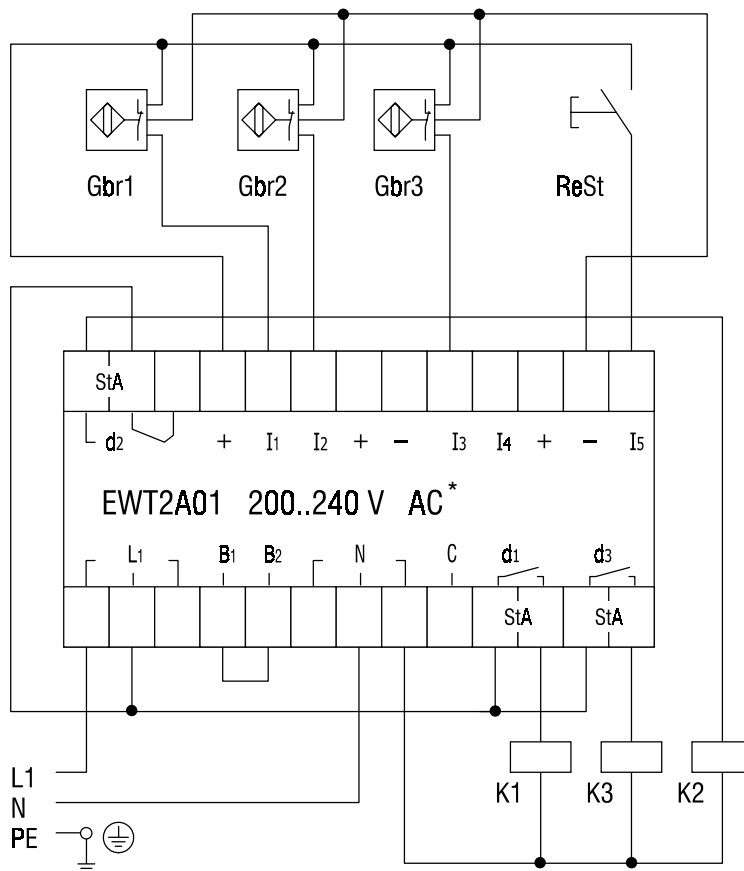 Gbr1 Gbr2 Gbr3 ReSt
StA
d2 + I1 I2 + − I3 I4 + − I5
EWT2A01 200..240 V AC*
L1 B1 B2 N C d1 d3
StA StA
L1
N
PE
K1 K3 K2